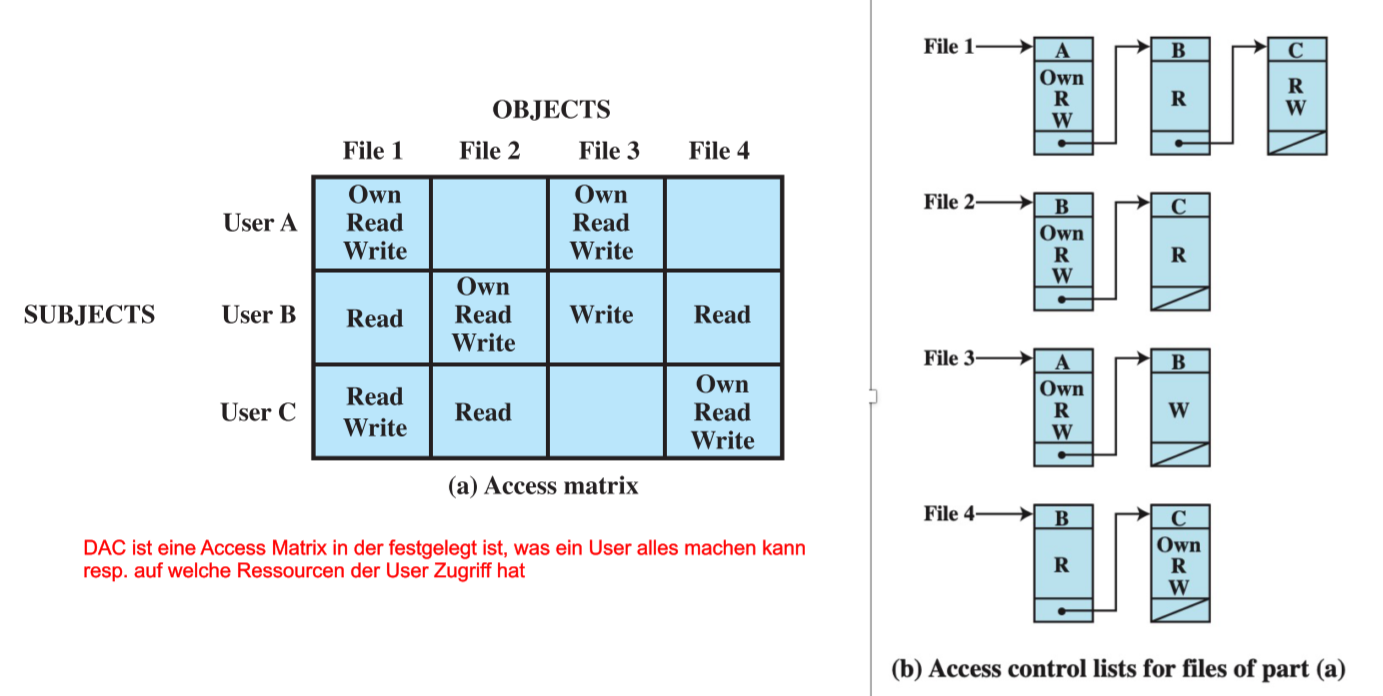 OBJECTS
File 1 File 2 File 3 File 4
SUBJECTS
User A
Own
Read
Write
Own
Read
Write
User B
Read
Own
Read
Write
Write
Read
User C
Read
Write
Read
Own
Read
Write
(a) Access matrix
DAC ist eine Access Matrix in der festgelegt ist, was ein User alles machen kann
resp. auf welche Ressourcen der User Zugriff hat
File 1
A
Own
R
W
B
R
C
R
W
File 2
B
Own
R
W
C
R
File 3
A
Own
R
W
B
W
File 4
B
R
C
Own
R
W
(b) Access control lists for files of part (a)